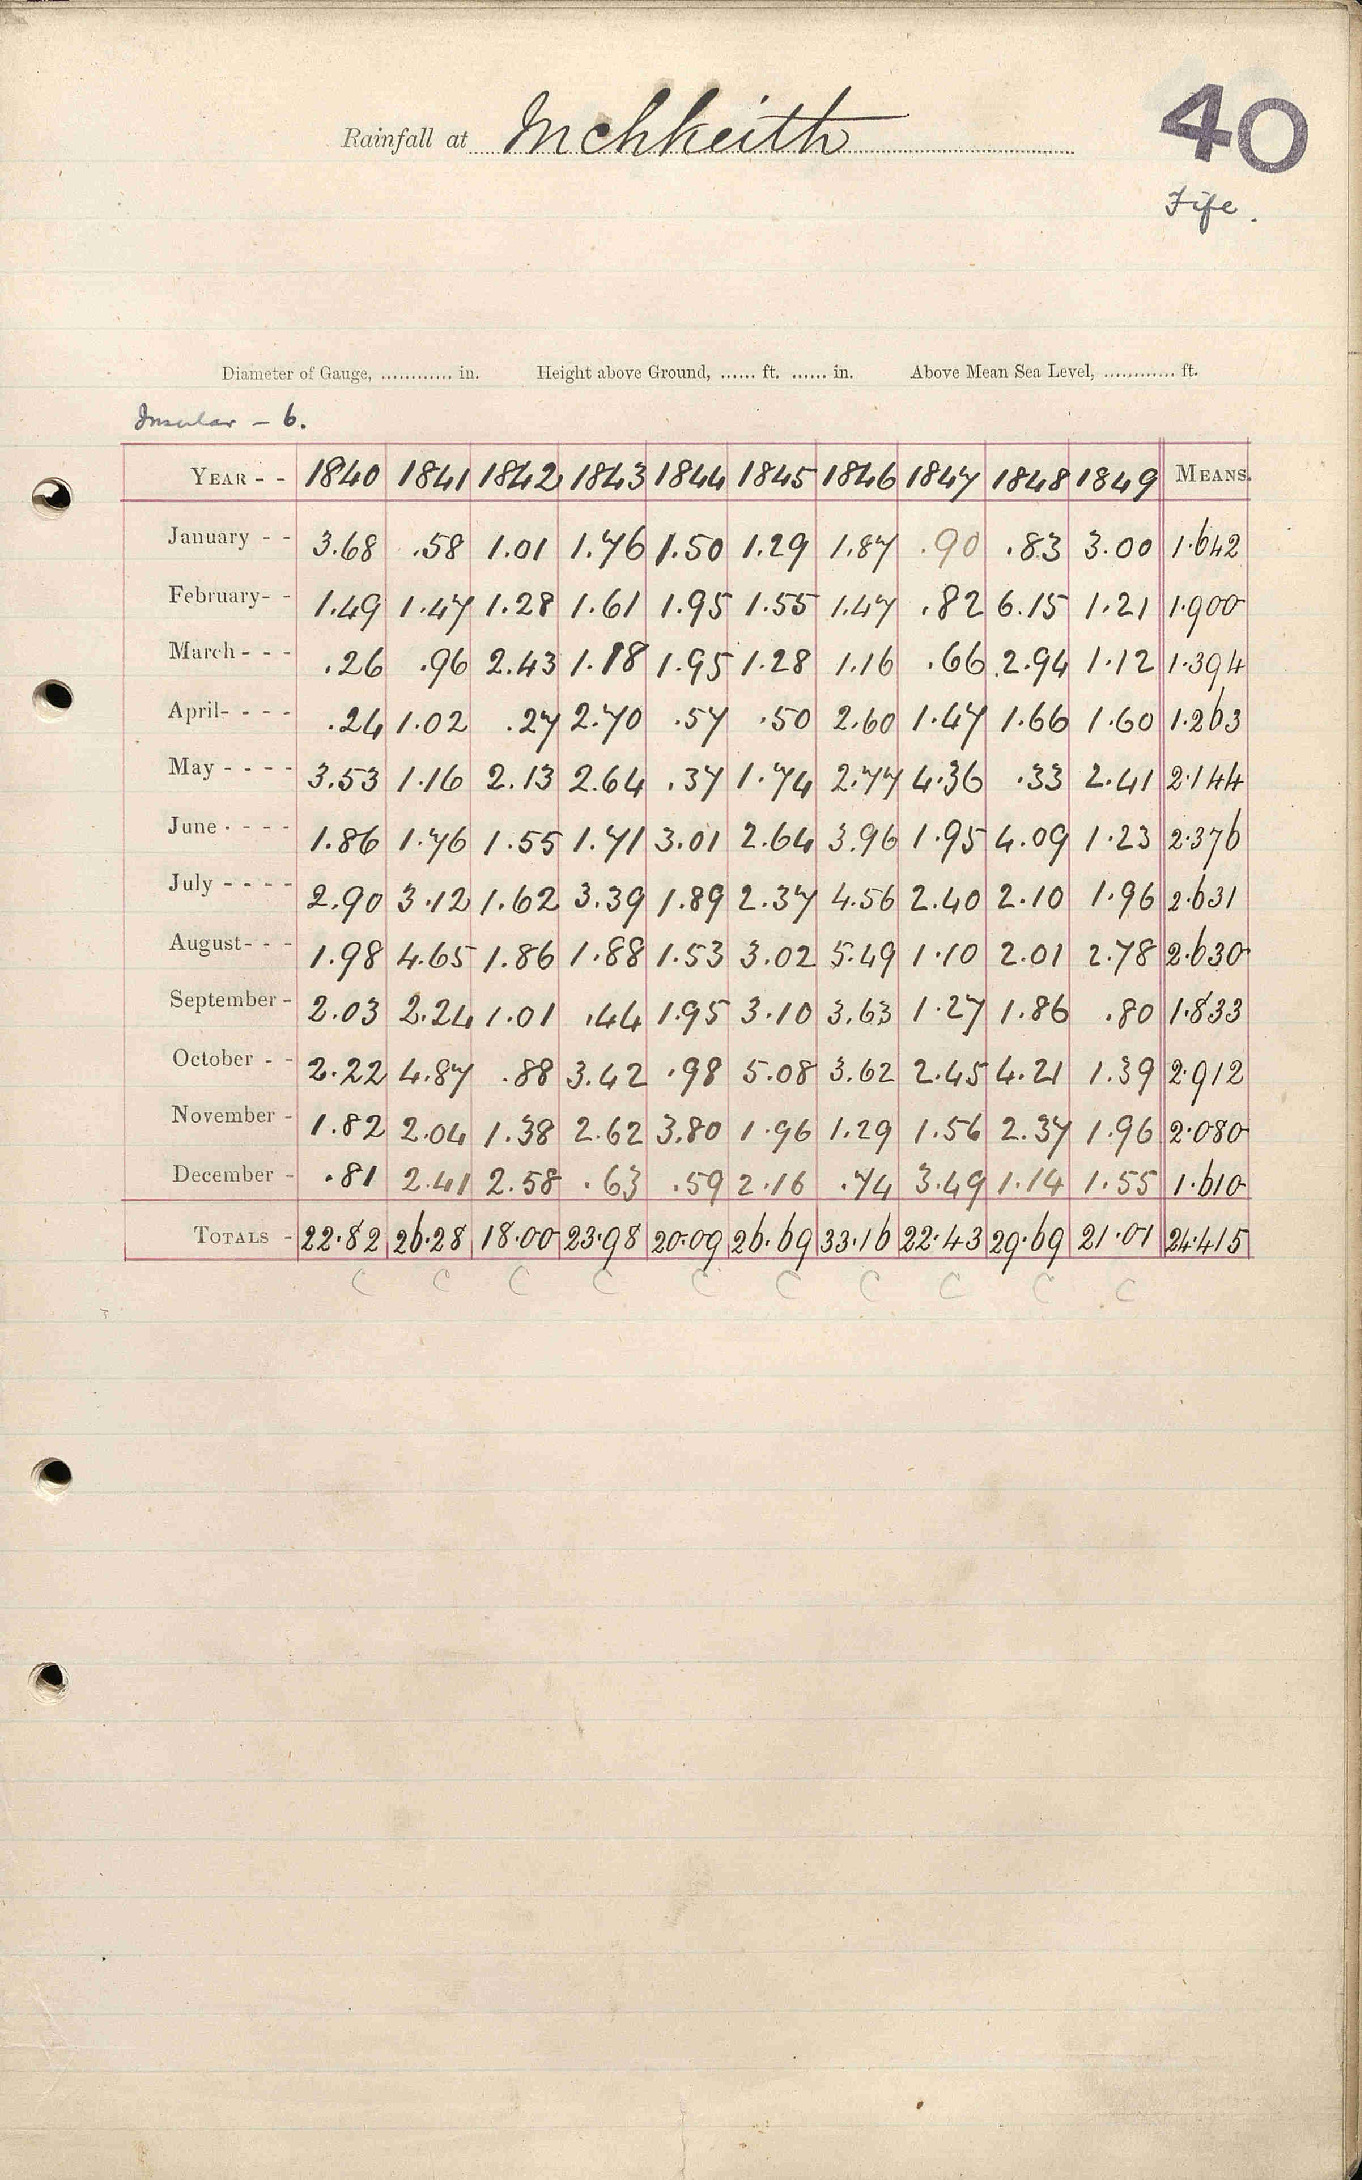 Rainfall at Inchkeith
40
Fife.
Diameter of Gauge, ............ in. Height above Ground, ...... ft. ...... in. Above Mean Sea Level, ............ ft.
Insular - 6.
YEAR - - 1840 1841 1842 1843 1844 1845 1846 1847 1848 1849 MEANS.
January - - 3.68 .58 1.01 1.76 1.50 1.29 1.87 .90 .83 3.00 1.642
February- - 1.49 1.47 1.28 1.61 1.95 1.55 1.47 .82 6.15 1.21 1.900
March - - - .26 .96 2.43 1.18 1.95 1.28 1.16 .66 2.94 1.12 1.394
April- - - - .24 1.02 .27 2.70 .57 .50 2.60 1.47 1.66 1.60 1.263
May - - - - 3.53 1.16 2.13 2.64 .37 1.74 2.77 4.36 .33 2.41 2.144
June - - - - 1.86 1.76 1.55 1.71 3.01 2.64 3.96 1.95 4.09 1.23 2.376
July - - - - 2.90 3.12 1.62 3.39 1.89 2.37 4.56 2.40 2.10 1.96 2.631
August- - - 1.98 4.65 1.86 1.88 1.53 3.02 5.49 1.10 2.01 2.78 2.630
September - 2.03 2.24 1.01 .44 1.95 3.10 3.63 1.27 1.86 .80 1.833
October - - 2.22 4.87 .88 3.42 .98 5.08 3.62 2.45 4.21 1.39 2.912
November - 1.82 2.04 1.38 2.62 3.80 1.96 1.29 1.56 2.37 1.96 2.080
December - .81 2.41 2.58 .63 .59 2.16 .74 3.49 1.14 1.55 1.610
TOTALS - 22.82 26.28 18.00 23.98 20.09 26.69 33.16 22.43 29.69 21.01 24.415
C C C C C C C C C C